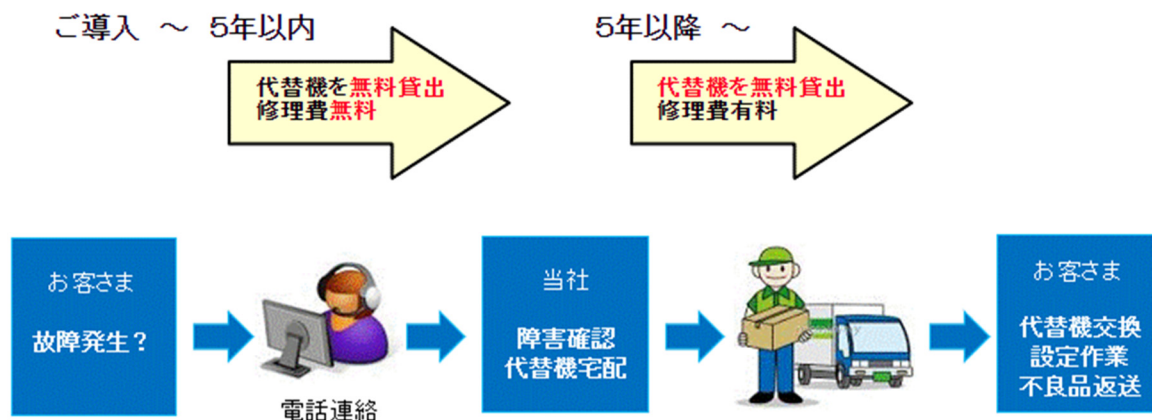 ご導入 ～ 5年以内
代替機を無料貸出
修理費無料
5年以降 ～
代替機を無料貸出
修理費有料
お客さま
故障発生？
電話連絡
当社
障害確認
代替機宅配
お客さま
代替機交換
設定作業
不良品返送